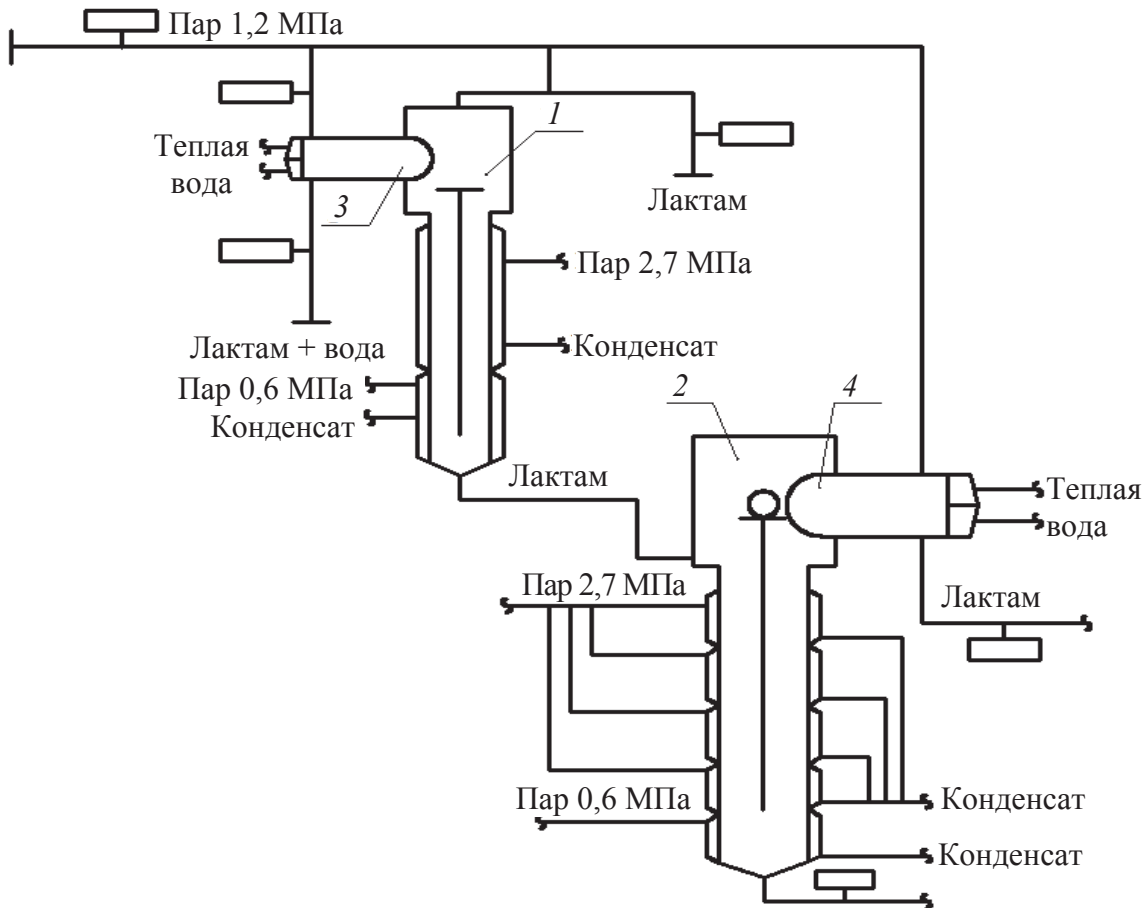 Пар 1,2 МПа
1
Теплая
вода
3
Лактам
Пар 2,7 МПа
Лактам + вода
Конденсат
Пар 0,6 МПа
Конденсат
2
4
Лактам
Теплая
вода
Пар 2,7 МПа
Лактам
Пар 0,6 МПа
Конденсат
Конденсат